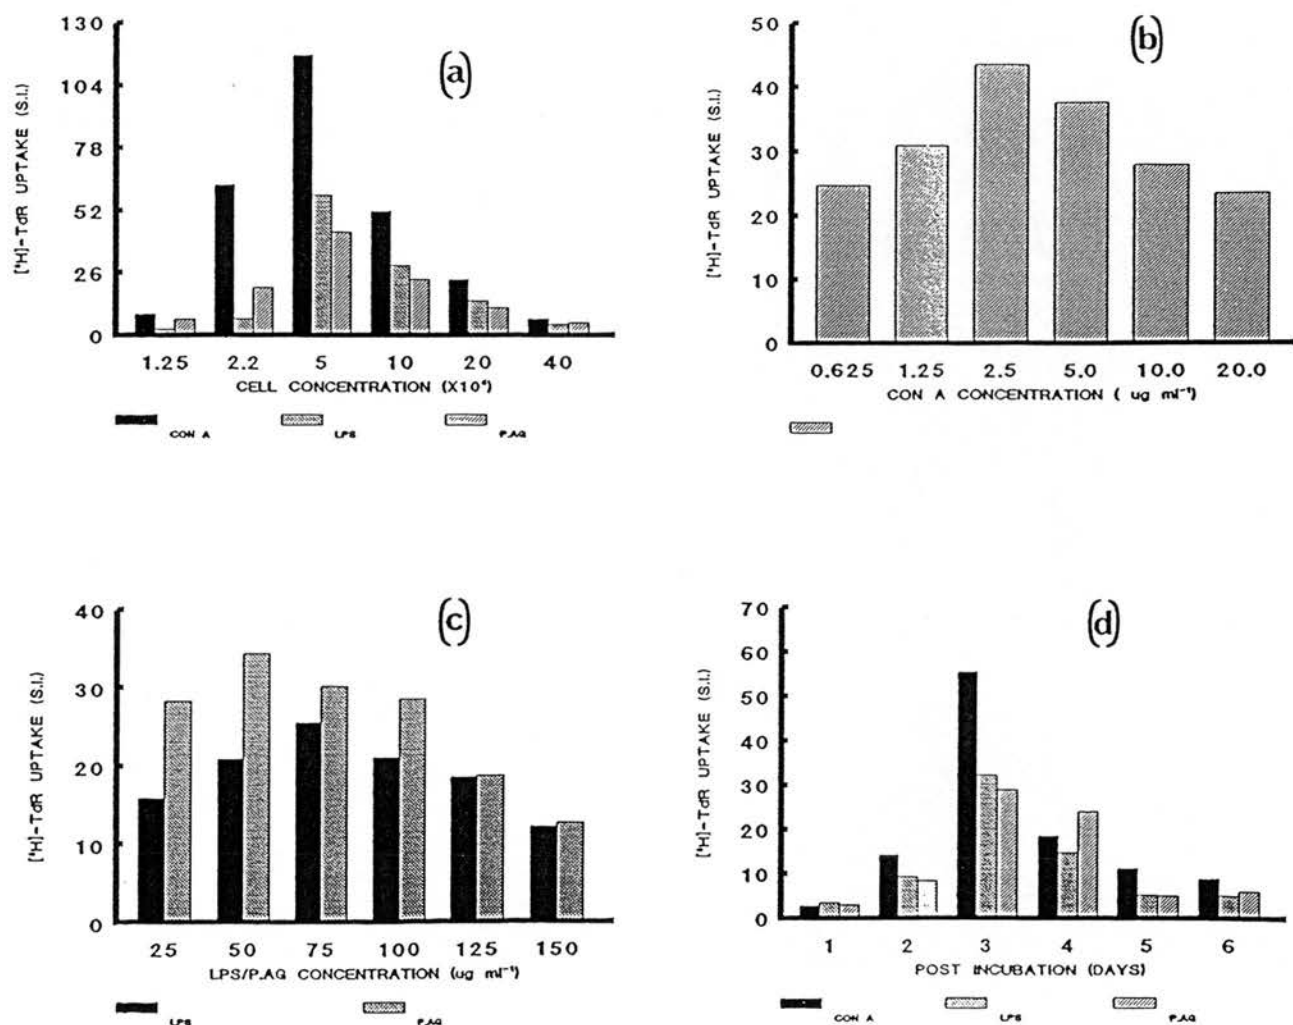 (a)
[³H]-TdR UPTAKE (S.I.)
130
104
78
52
26
0
1.25 2.2 5 10 20 40
CELL CONCENTRATION (X10⁴)
CON A LPS P.AG
(b)
[³H]-TdR UPTAKE (S.I.)
50
40
30
20
10
0
0.625 1.25 2.5 5.0 10.0 20.0
CON A CONCENTRATION ( ug ml⁻¹)
(c)
[³H]-TdR UPTAKE (S.I.)
40
30
20
10
0
25 50 75 100 125 150
LPS/P.AG CONCENTRATION (ug ml⁻¹)
LPS P.AG
(d)
[³H]-TdR UPTAKE (S.I.)
70
60
50
40
30
20
10
0
1 2 3 4 5 6
POST INCUBATION (DAYS)
CON A LPS P.AG